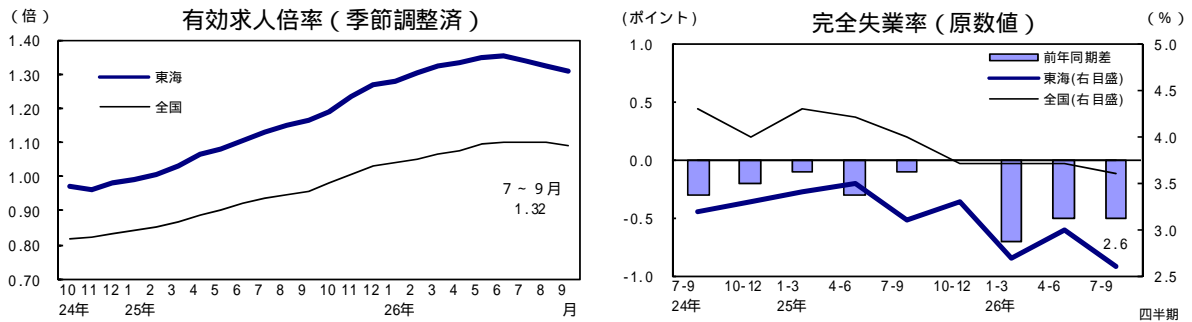 有効求人倍率（季節調整済）
（倍）
1.40
1.30
1.20
1.10
1.00
0.90
0.80
0.70
東海
全国
7～9月
1.32
10 11 12 1 2 3 4 5 6 7 8 9 10 11 12 1 2 3 4 5 6 7 8 9
24年 25年 26年 月
完全失業率（原数値）
(ポイント)
（％）
1.0
0.5
0.0
-0.5
-1.0
5.0
4.5
4.0
3.5
3.0
2.5
前年同期差
東海(右目盛)
全国(右目盛)
2.6
7-9 10-12 1-3 4-6 7-9 10-12 1-3 4-6 7-9
24年 25年 26年
四半期